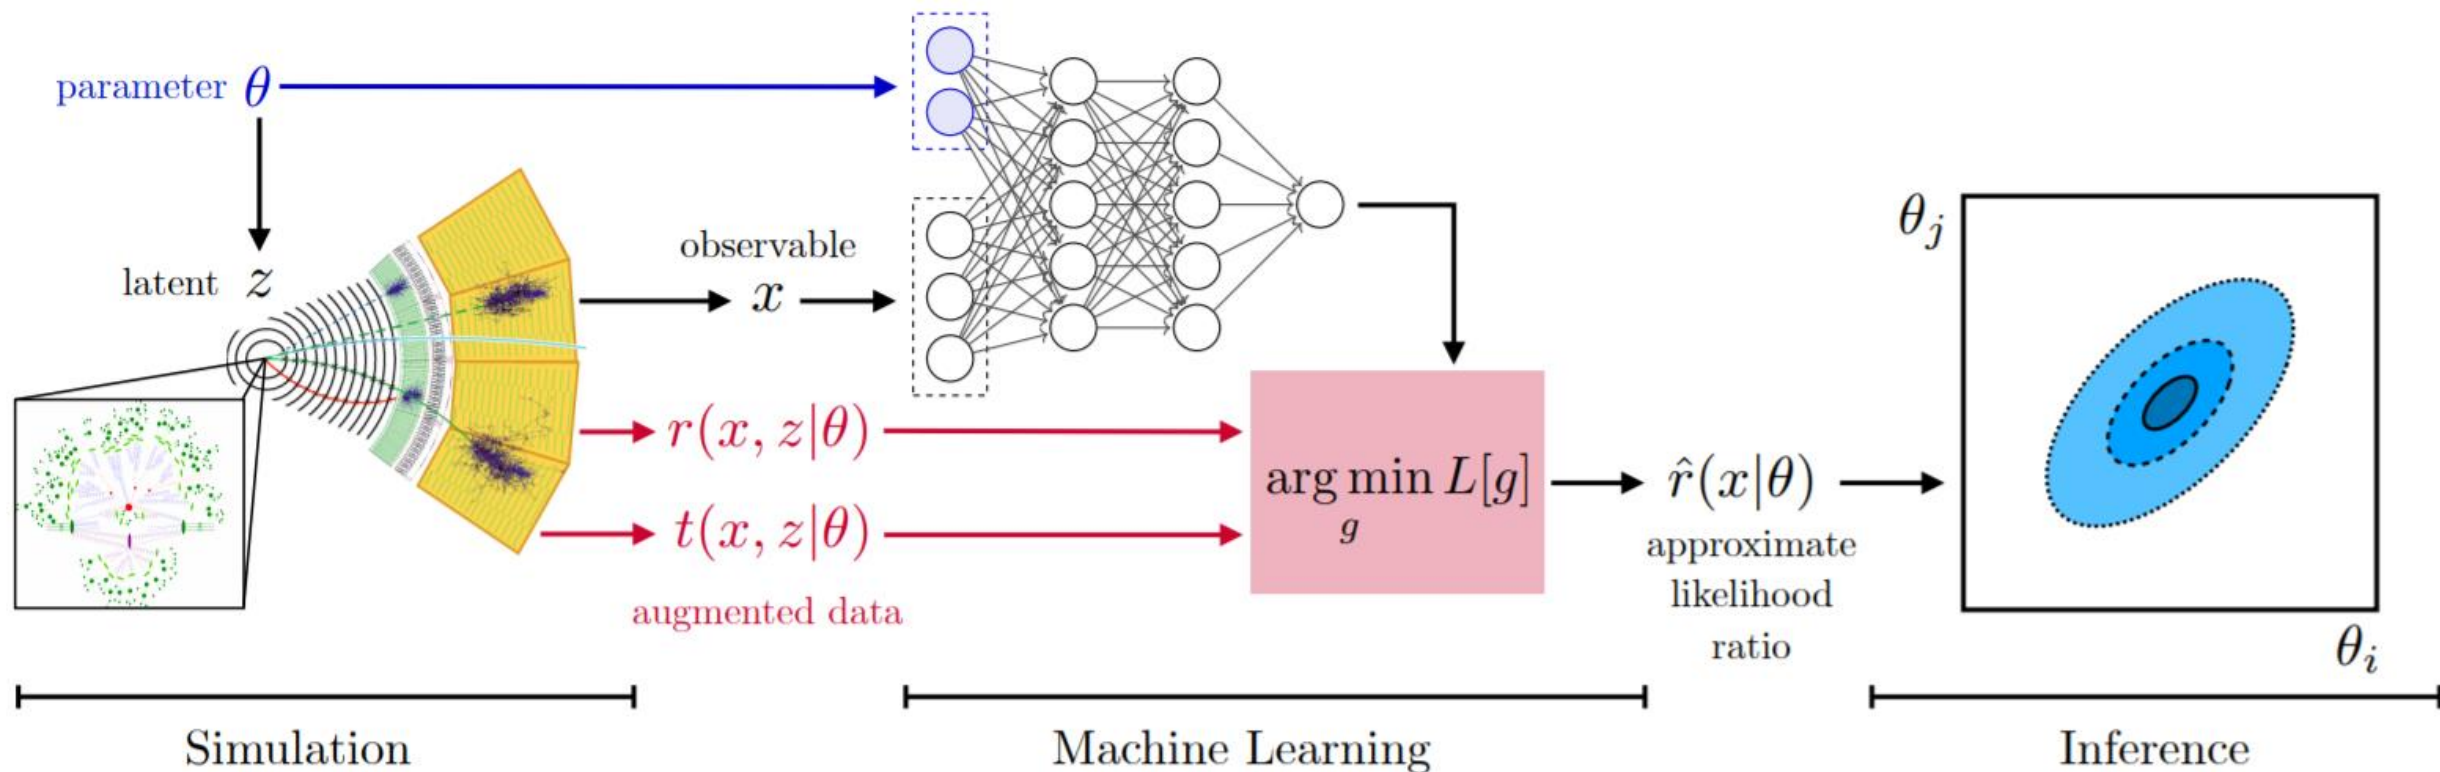 parameter θ
latent z
observable
x
r(x, z|θ)
t(x, z|θ)
augmented data
arg min L[g]
g
r̂(x|θ)
approximate
likelihood
ratio
θj
θi
Simulation
Machine Learning
Inference